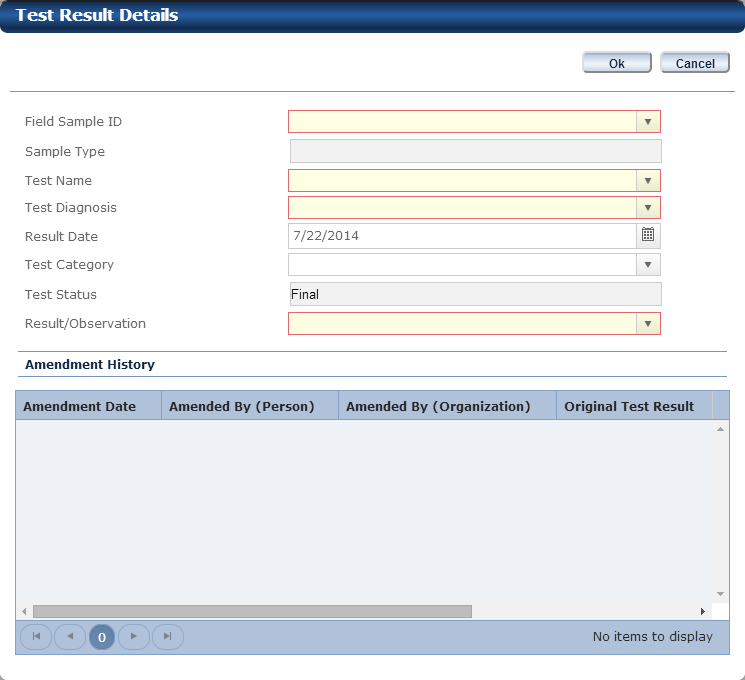 Test Result Details
Ok Cancel
Field Sample ID
Sample Type
Test Name
Test Diagnosis
Result Date 7/22/2014
Test Category
Test Status Final
Result/Observation
Amendment History
Amendment Date Amended By (Person) Amended By (Organization) Original Test Result
0 No items to display